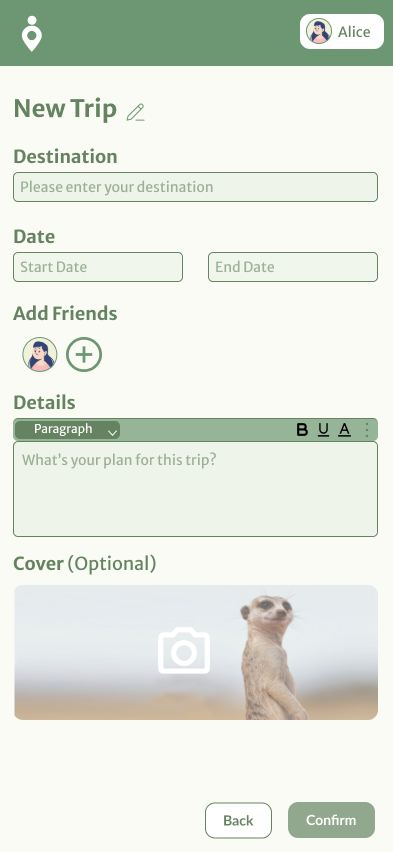 Alice
New Trip
Destination
Please enter your destination
Date
Start Date End Date
Add Friends
Details
Paragraph B U A
What's your plan for this trip?
Cover (Optional)
Back Confirm